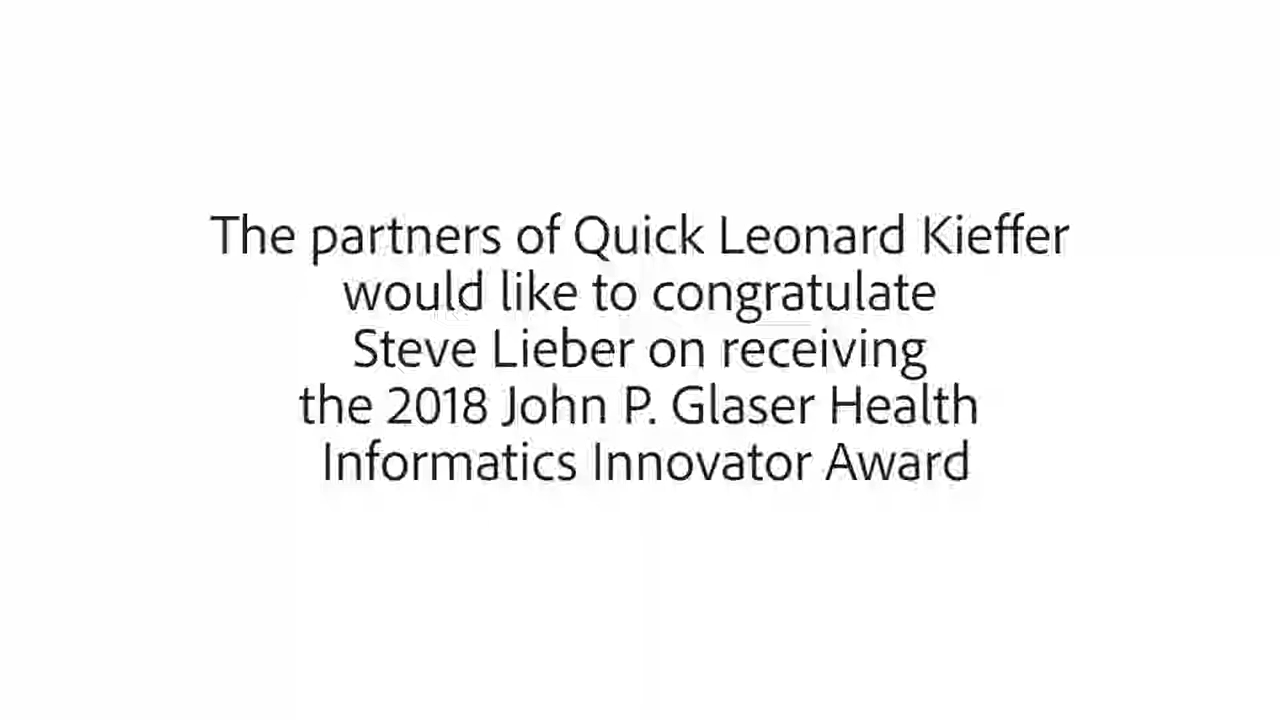 The partners of Quick Leonard Kieffer
would like to congratulate
Steve Lieber on receiving
the 2018 John P. Glaser Health
Informatics Innovator Award